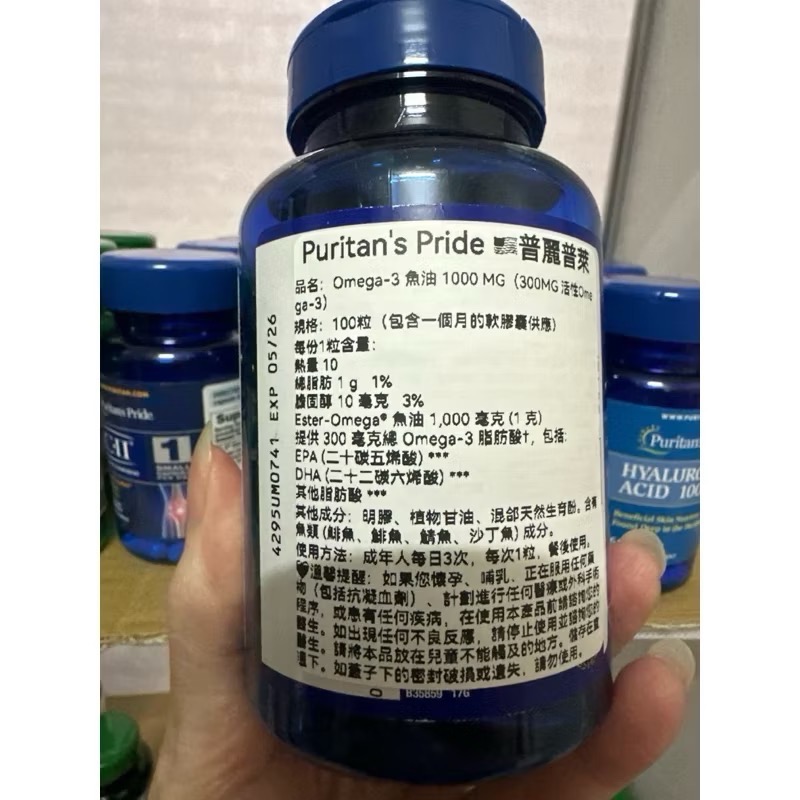 Puritan's Pride 普麗普萊
品名：Omega-3 魚油 1000 MG（300MG 活性Ome
ga-3）
規格：100粒（包含一個月的軟膠囊供應）
每份1粒含量：
熱量 10
總脂肪 1 g 1%
膽固醇 10 毫克 3%
Ester-Omega® 魚油 1,000 毫克 (1 克)
提供 300 毫克總 Omega-3 脂肪酸†，包括:
EPA (二十碳五烯酸) ***
DHA (二十二碳六烯酸) ***
其他脂肪酸 ***
其他成分：明膠、植物甘油、混部天然生育酚。含有
魚類（鯡魚、鯡魚、鯖魚、沙丁魚）成分。
使用方法：成年人每日3次，每次1粒，餐後使用。
溫馨提醒：如果您懷孕、哺乳、正在服用任何藥
物（包括抗凝血劑）、計劃進行任何醫療或外科手術
程序，或患有任何疾病，在使用本產品前請諮詢您的
醫生。如出現任何不良反應，請停止使用並諮詢您的
醫生。請將本品放在兒童不能觸及的地方。儲存在室
溫下。如蓋子下的密封破損或遺失，請勿使用。
4295UM0741 EXP 05/26
B35859 17G
Puritan's Pride
1
SMALL
Puritan
HYALUR
ACID 100
Beneficial Skin